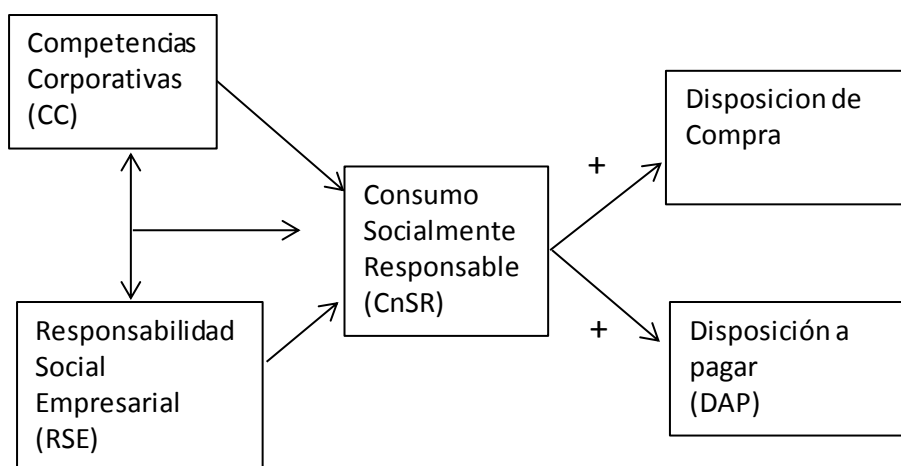 Competencias
Corporativas
(CC)
Responsabilidad
Social
Empresarial
(RSE)
Consumo
Socialmente
Responsable
(CnSR)
+
+
Disposicion de
Compra
Disposición a
pagar
(DAP)